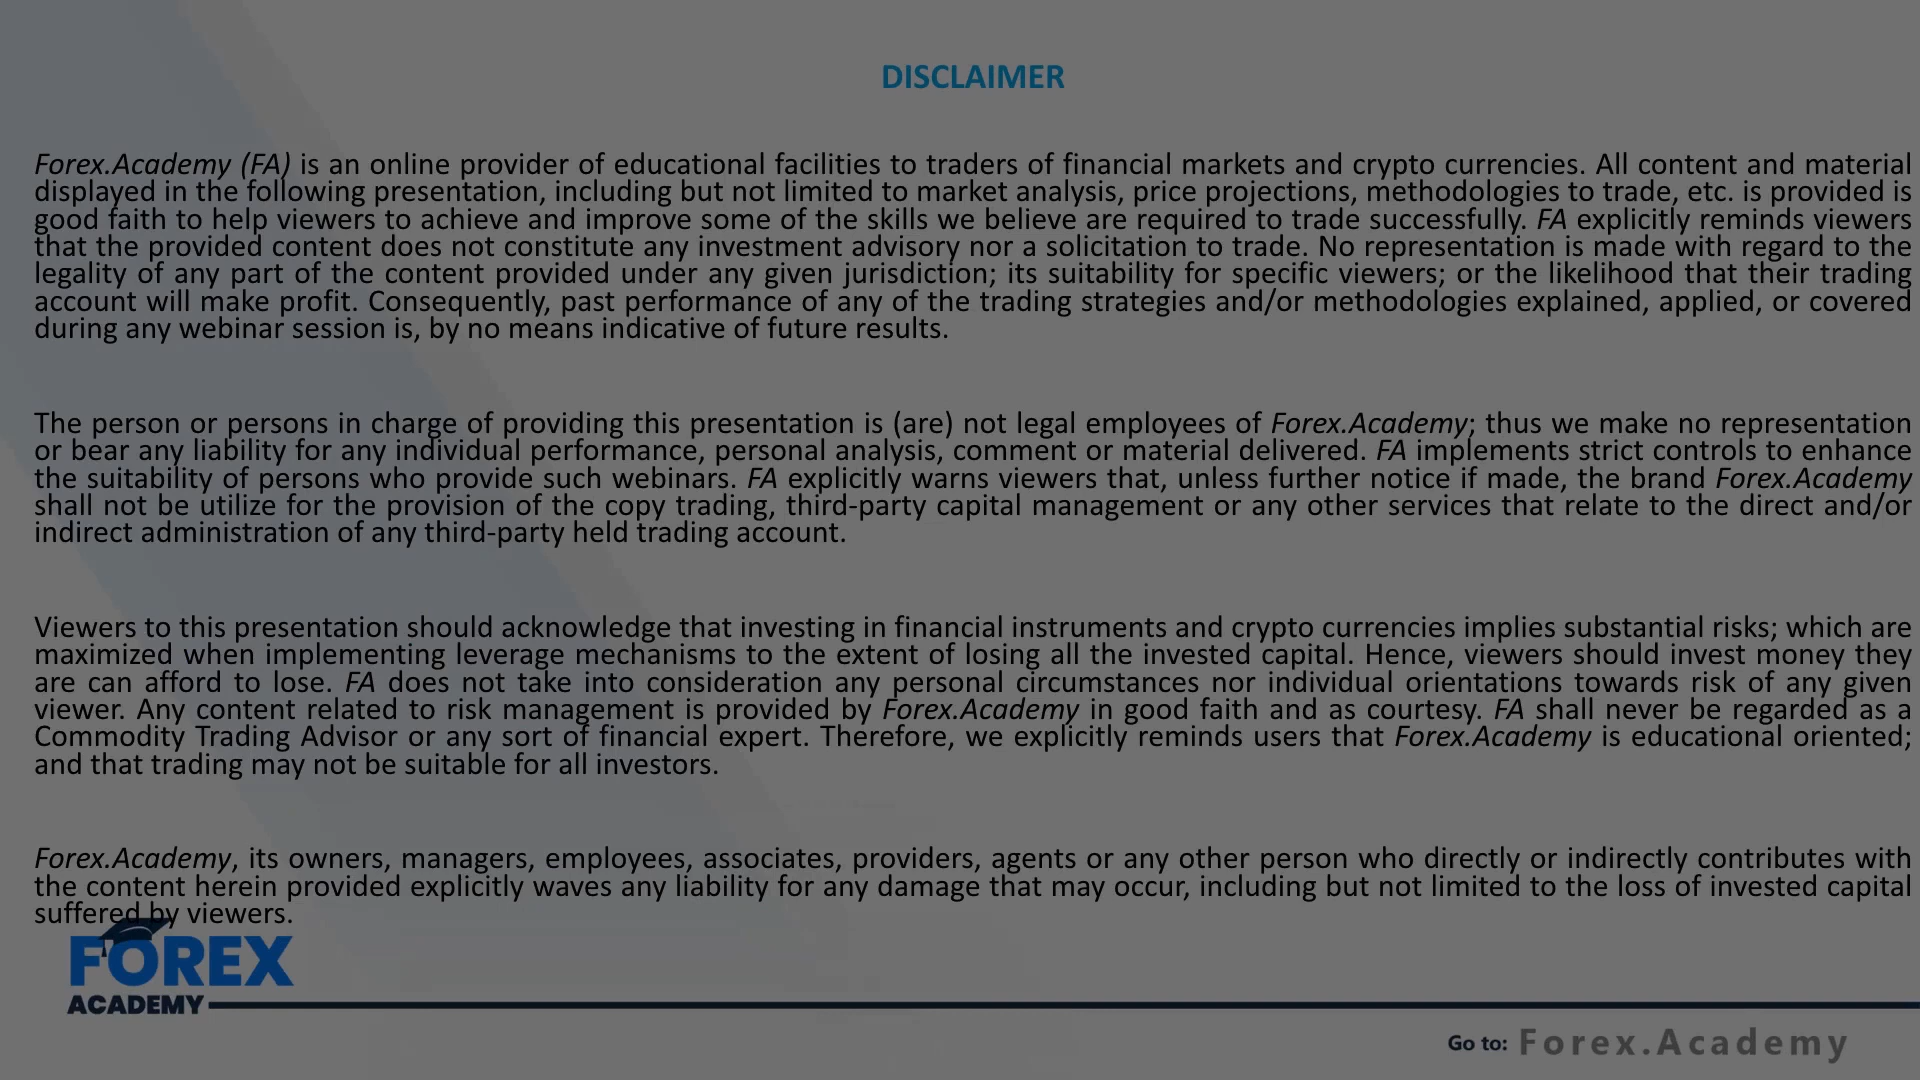 DISCLAIMER
Forex.Academy (FA) is an online provider of educational facilities to traders of financial markets and crypto currencies. All content and material
displayed in the following presentation, including but not limited to market analysis, price projections, methodologies to trade, etc. is provided is
good faith to help viewers to achieve and improve some of the skills we believe are required to trade successfully. FA explicitly reminds viewers
that the provided content does not constitute any investment advisory nor a solicitation to trade. No representation is made with regard to the
legality of any part of the content provided under any given jurisdiction; its suitability for specific viewers; or the likelihood that their trading
account will make profit. Consequently, past performance of any of the trading strategies and/or methodologies explained, applied, or covered
during any webinar session is, by no means indicative of future results.
The person or persons in charge of providing this presentation is (are) not legal employees of Forex.Academy; thus we make no representation
or bear any liability for any individual performance, personal analysis, comment or material delivered. FA implements strict controls to enhance
the suitability of persons who provide such webinars. FA explicitly warns viewers that, unless further notice if made, the brand Forex.Academy
shall not be utilize for the provision of the copy trading, third-party capital management or any other services that relate to the direct and/or
indirect administration of any third-party held trading account.
Viewers to this presentation should acknowledge that investing in financial instruments and crypto currencies implies substantial risks; which are
maximized when implementing leverage mechanisms to the extent of losing all the invested capital. Hence, viewers should invest money they
are can afford to lose. FA does not take into consideration any personal circumstances nor individual orientations towards risk of any given
viewer. Any content related to risk management is provided by Forex.Academy in good faith and as courtesy. FA shall never be regarded as a
Commodity Trading Advisor or any sort of financial expert. Therefore, we explicitly reminds users that Forex.Academy is educational oriented;
and that trading may not be suitable for all investors.
Forex.Academy, its owners, managers, employees, associates, providers, agents or any other person who directly or indirectly contributes with
the content herein provided explicitly waves any liability for any damage that may occur, including but not limited to the loss of invested capital
suffered by viewers.
FOREX
ACADEMY
Go to: Forex.Academy